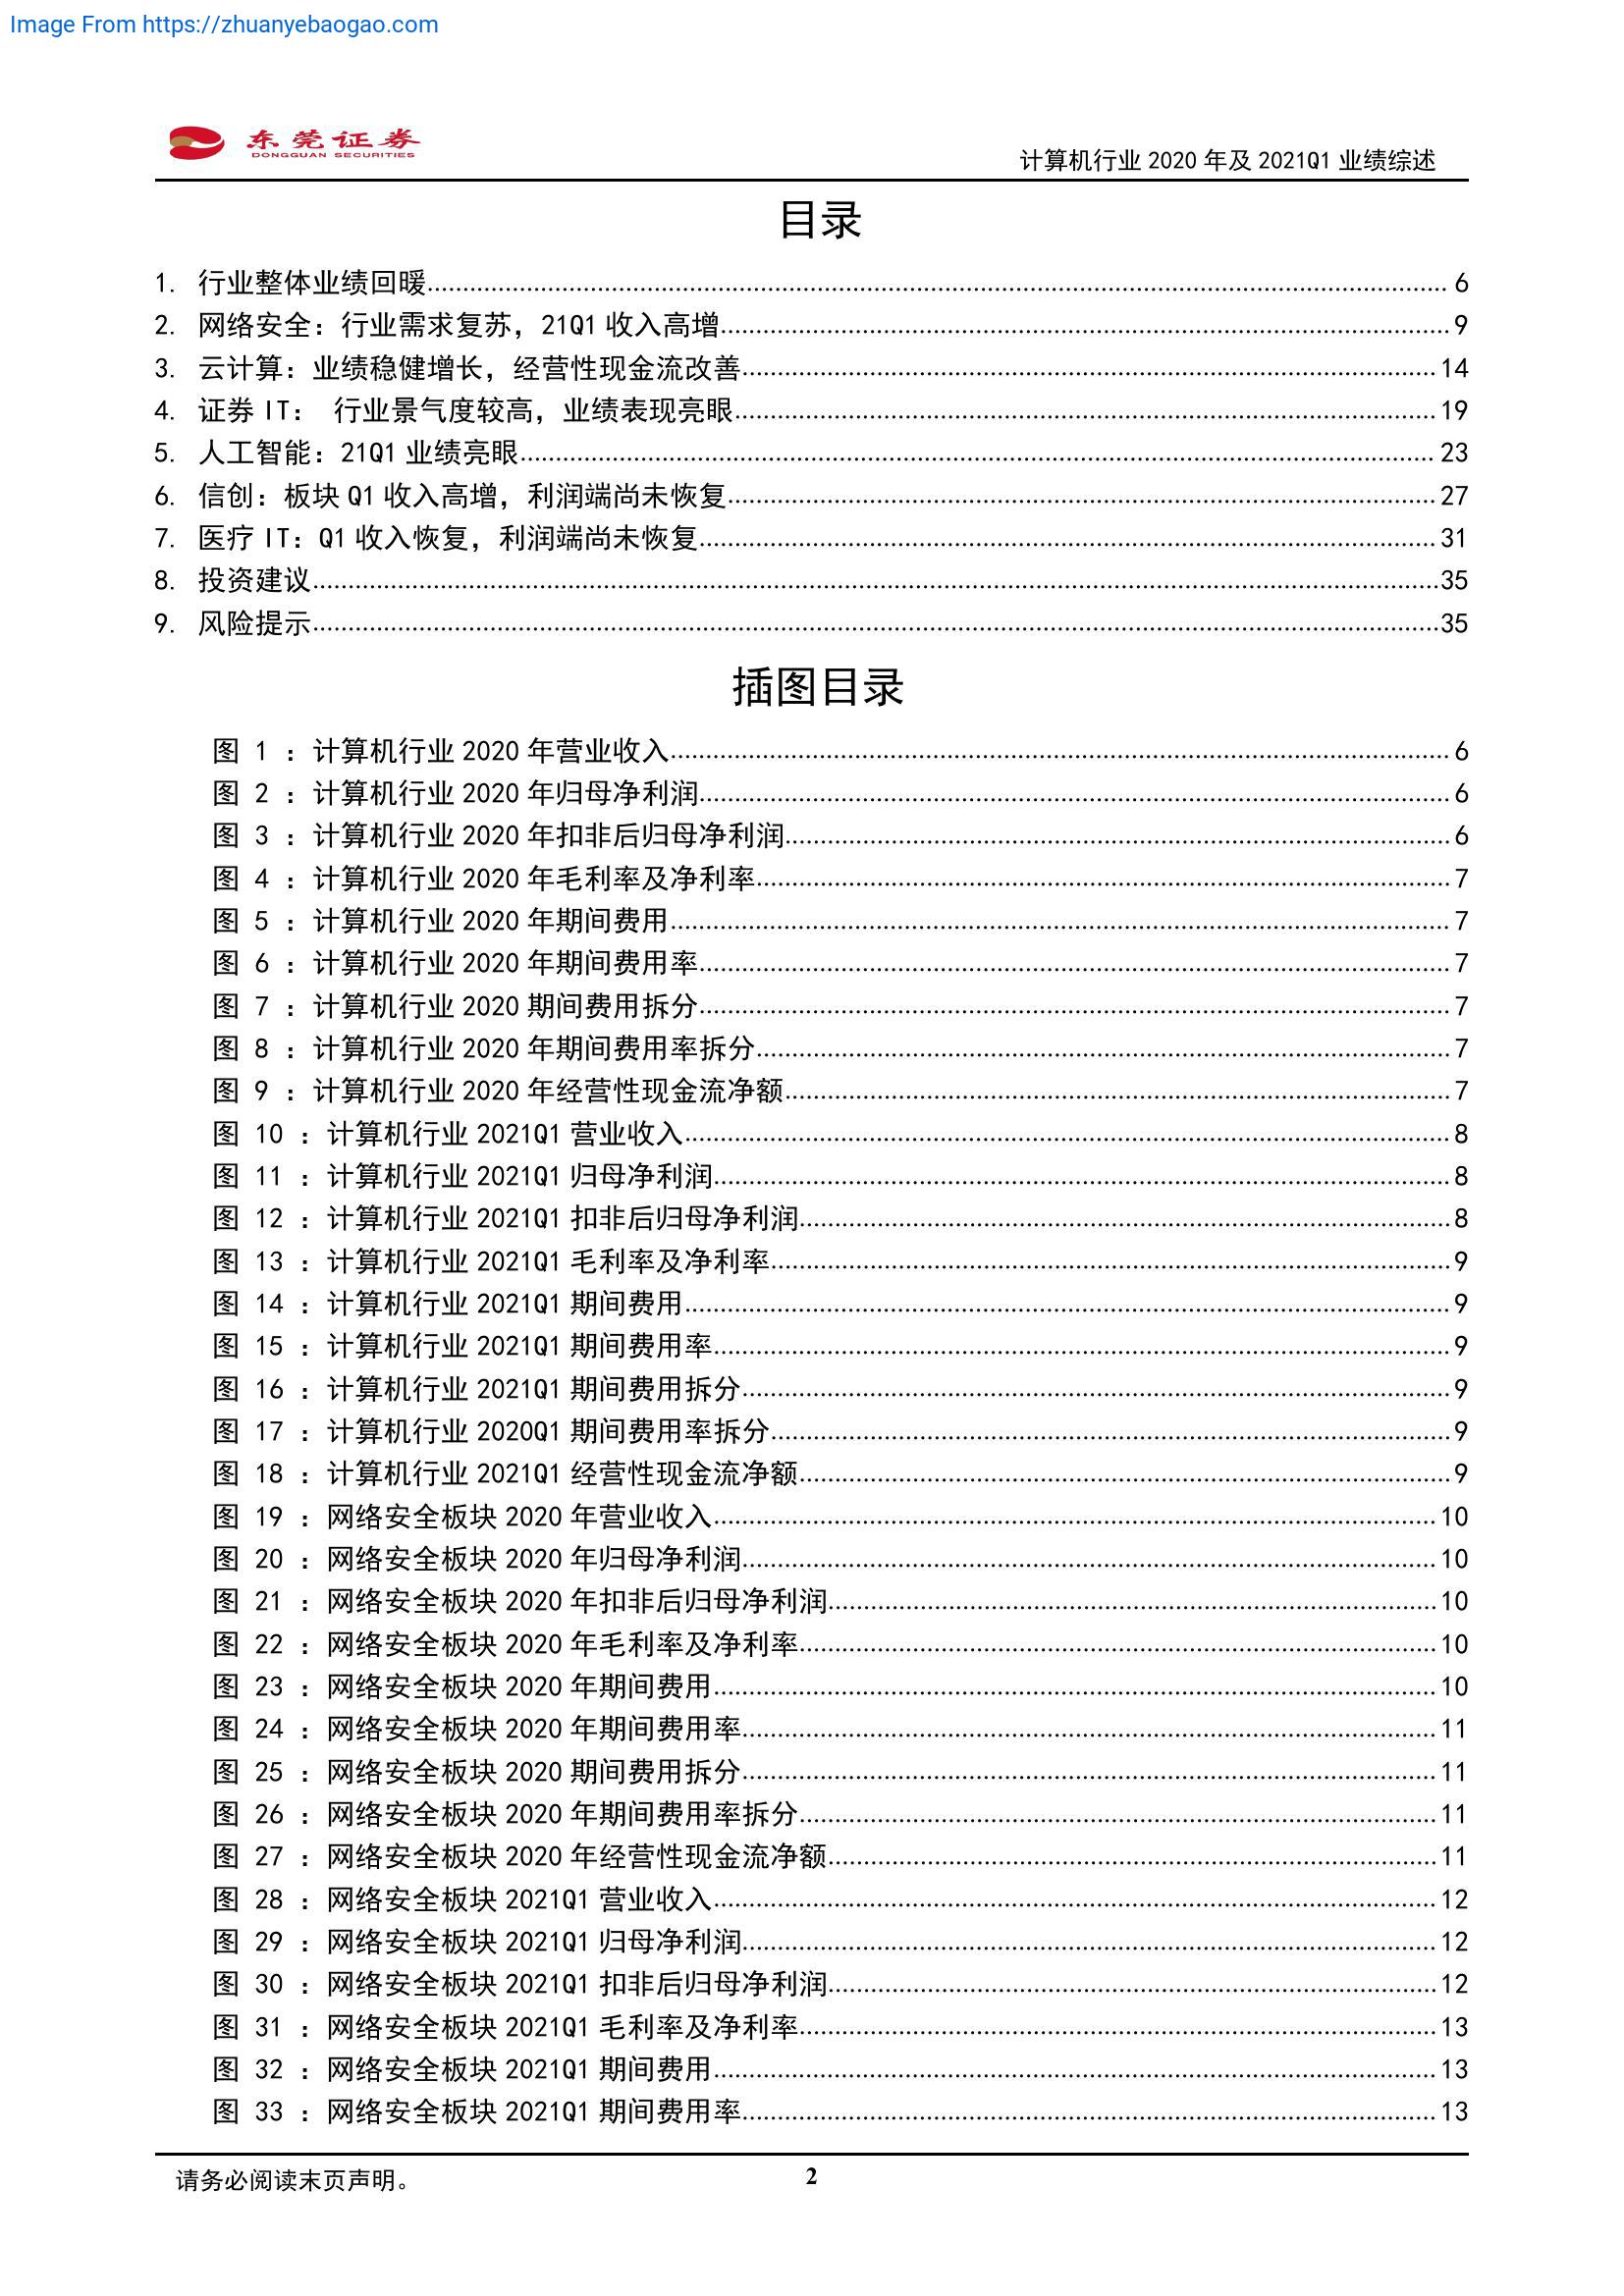 Image From https://zhuanyebaogao.com
东莞证券
DONGGUAN SECURITIES
计算机行业 2020 年及 2021Q1 业绩综述
目录
1. 行业整体业绩回暖........ 6
2. 网络安全：行业需求复苏，21Q1 收入高增........ 9
3. 云计算：业绩稳健增长，经营性现金流改善........ 14
4. 证券 IT： 行业景气度较高，业绩表现亮眼........ 19
5. 人工智能：21Q1 业绩亮眼........ 23
6. 信创：板块 Q1 收入高增，利润端尚未恢复........ 27
7. 医疗 IT：Q1 收入恢复，利润端尚未恢复........ 31
8. 投资建议........ 35
9. 风险提示........ 35
插图目录
图 1 ：计算机行业 2020 年营业收入........ 6
图 2 ：计算机行业 2020 年归母净利润........ 6
图 3 ：计算机行业 2020 年扣非后归母净利润........ 6
图 4 ：计算机行业 2020 年毛利率及净利率........ 7
图 5 ：计算机行业 2020 年期间费用........ 7
图 6 ：计算机行业 2020 年期间费用率........ 7
图 7 ：计算机行业 2020 期间费用拆分........ 7
图 8 ：计算机行业 2020 年期间费用率拆分........ 7
图 9 ：计算机行业 2020 年经营性现金流净额........ 7
图 10 ：计算机行业 2021Q1 营业收入........ 8
图 11 ：计算机行业 2021Q1 归母净利润........ 8
图 12 ：计算机行业 2021Q1 扣非后归母净利润........ 8
图 13 ：计算机行业 2021Q1 毛利率及净利率........ 9
图 14 ：计算机行业 2021Q1 期间费用........ 9
图 15 ：计算机行业 2021Q1 期间费用率........ 9
图 16 ：计算机行业 2021Q1 期间费用拆分........ 9
图 17 ：计算机行业 2020Q1 期间费用率拆分........ 9
图 18 ：计算机行业 2021Q1 经营性现金流净额........ 9
图 19 ：网络安全板块 2020 年营业收入........ 10
图 20 ：网络安全板块 2020 年归母净利润........ 10
图 21 ：网络安全板块 2020 年扣非后归母净利润........ 10
图 22 ：网络安全板块 2020 年毛利率及净利率........ 10
图 23 ：网络安全板块 2020 年期间费用........ 10
图 24 ：网络安全板块 2020 年期间费用率........ 11
图 25 ：网络安全板块 2020 期间费用拆分........ 11
图 26 ：网络安全板块 2020 年期间费用率拆分........ 11
图 27 ：网络安全板块 2020 年经营性现金流净额........ 11
图 28 ：网络安全板块 2021Q1 营业收入........ 12
图 29 ：网络安全板块 2021Q1 归母净利润........ 12
图 30 ：网络安全板块 2021Q1 扣非后归母净利润........ 12
图 31 ：网络安全板块 2021Q1 毛利率及净利率........ 13
图 32 ：网络安全板块 2021Q1 期间费用........ 13
图 33 ：网络安全板块 2021Q1 期间费用率........ 13
请务必阅读末页声明。
2